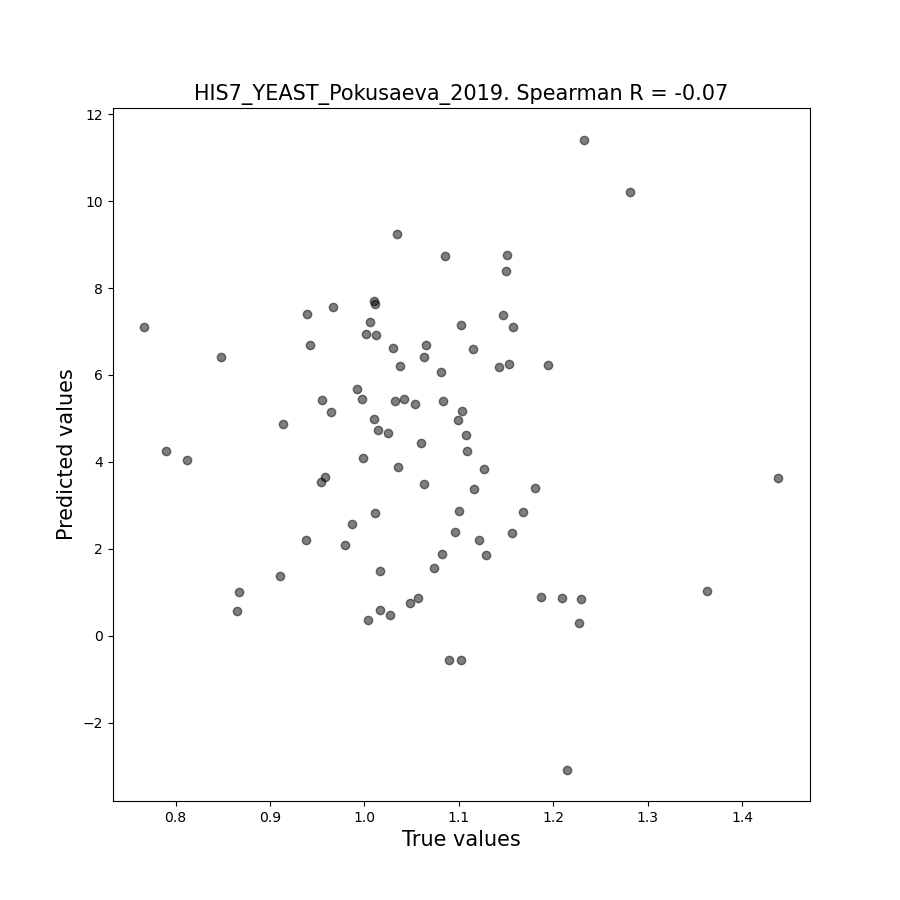 HIS7_YEAST_Pokusaeva_2019. Spearman R = -0.07
12
10
8
6
4
2
0
−2
Predicted values
0.8 0.9 1.0 1.1 1.2 1.3 1.4
True values